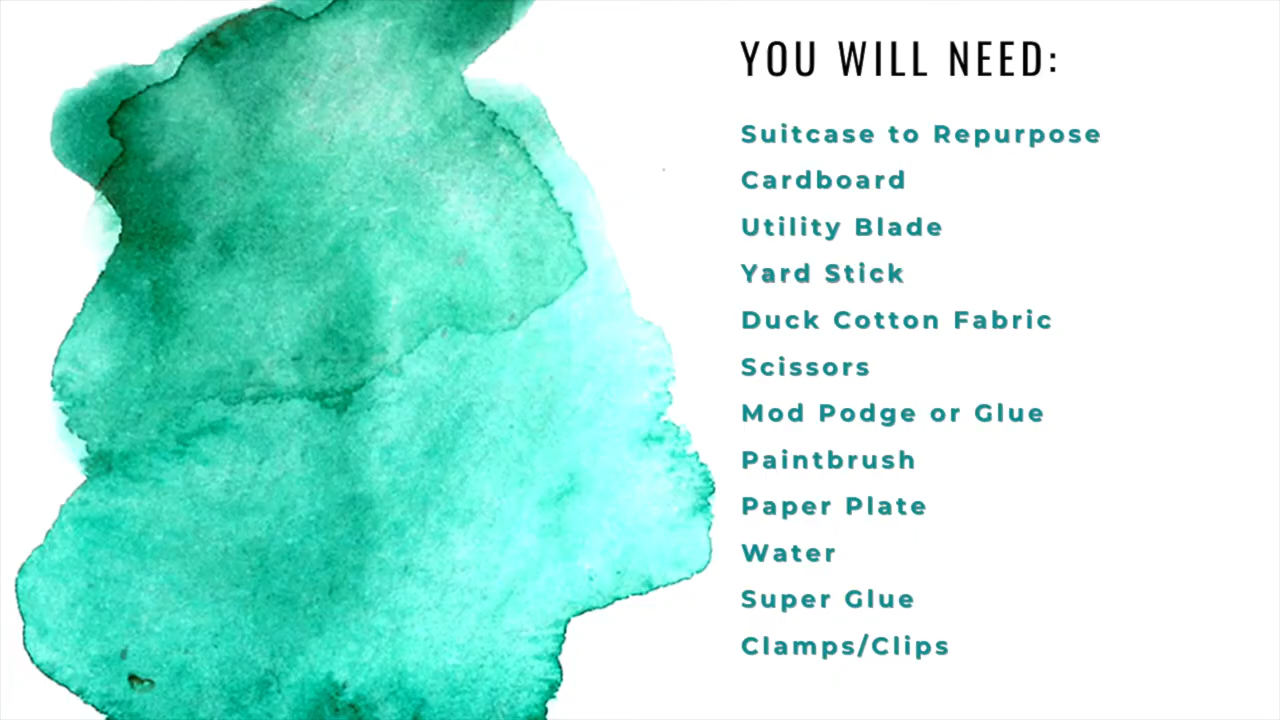 YOU WILL NEED:
Suitcase to Repurpose
Cardboard
Utility Blade
Yard Stick
Duck Cotton Fabric
Scissors
Mod Podge or Glue
Paintbrush
Paper Plate
Water
Super Glue
Clamps/Clips